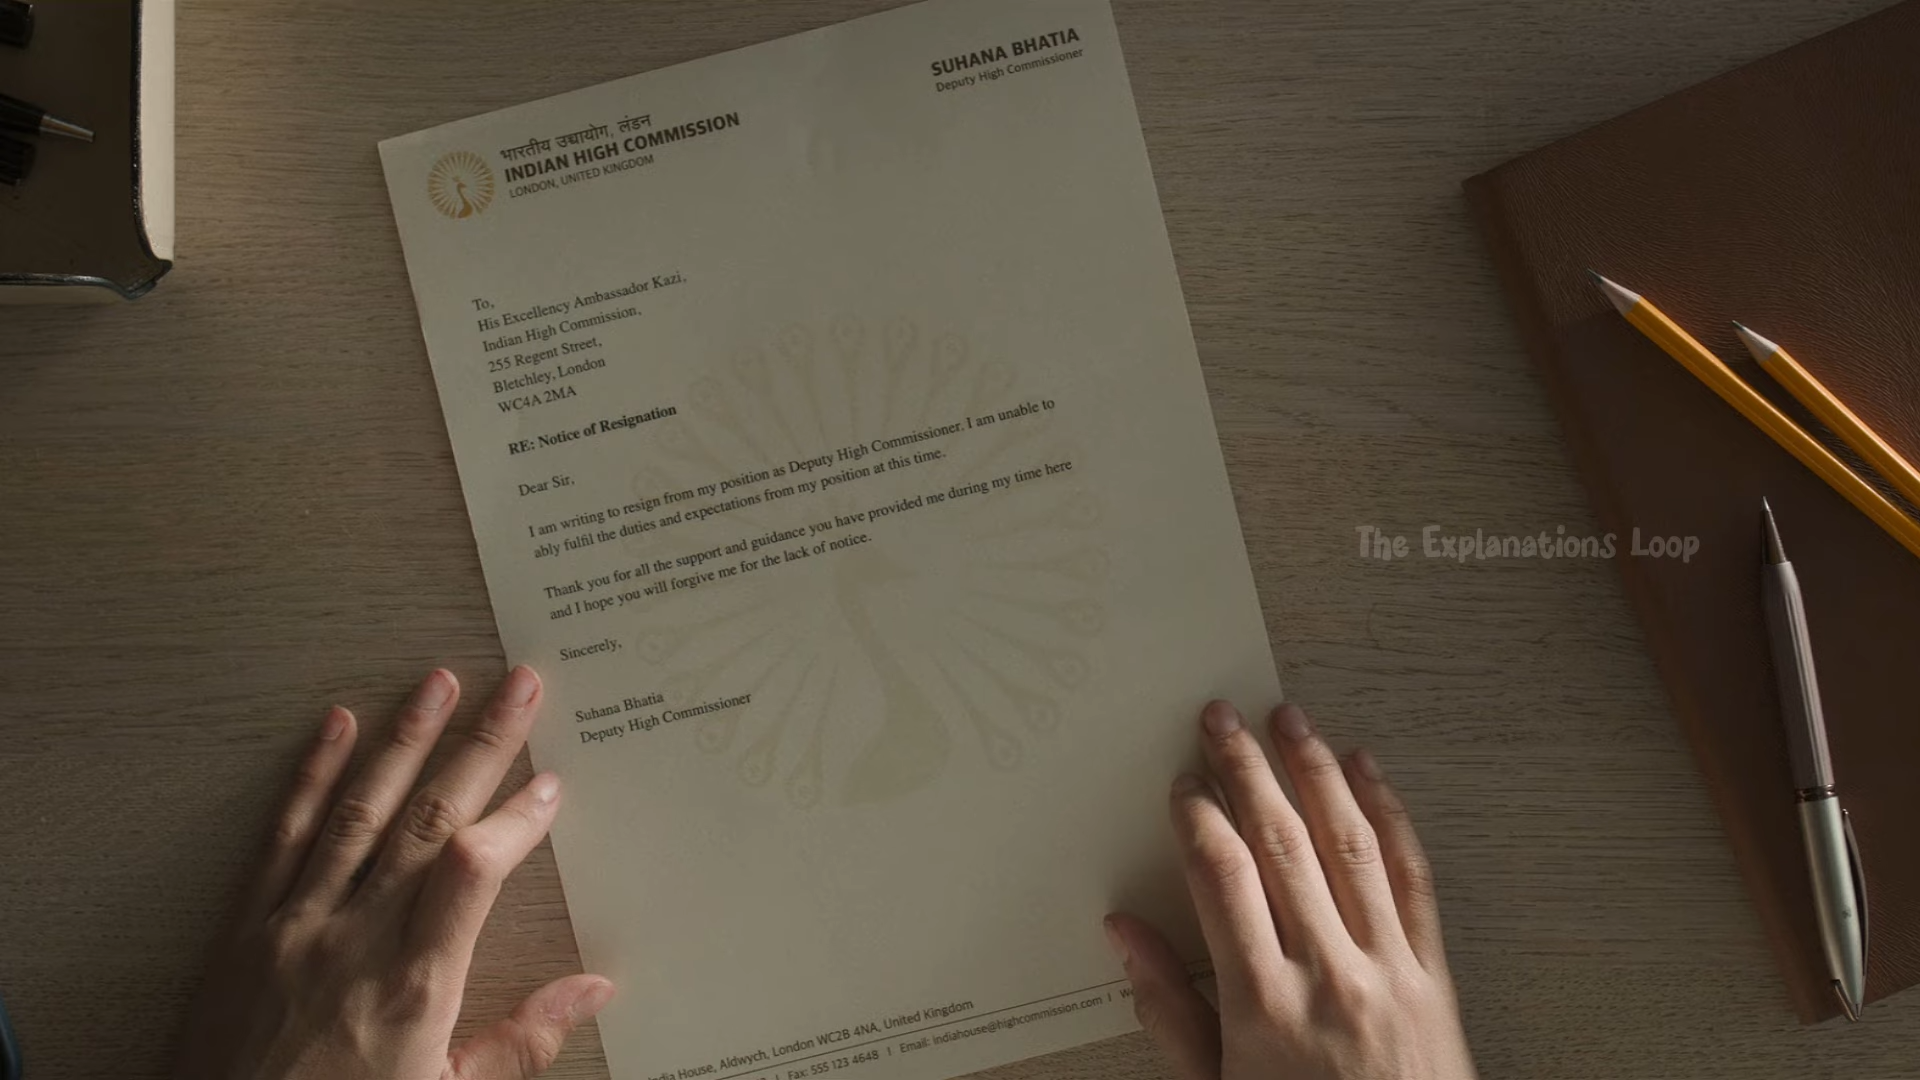 SUHANA BHATIA
Deputy High Commissioner
भारतीय उच्चायोग, लंडन
INDIAN HIGH COMMISSION
LONDON, UNITED KINGDOM
To,
His Excellency Ambassador Kazi,
Indian High Commission,
255 Regent Street,
Bletchley, London
WC4A 2MA
RE: Notice of Resignation
Dear Sir,
I am writing to resign from my position as Deputy High Commissioner. I am unable to
ably fulfil the duties and expectations from my position at this time.
Thank you for all the support and guidance you have provided me during my time here
and I hope you will forgive me for the lack of notice.
Sincerely,
Suhana Bhatia
Deputy High Commissioner
The Explanations Loop
House, Aldwych, London WC2B 4NA, United Kingdom
| Fax: 555 123 4648 | Email: indiahouse@highcommission.com |